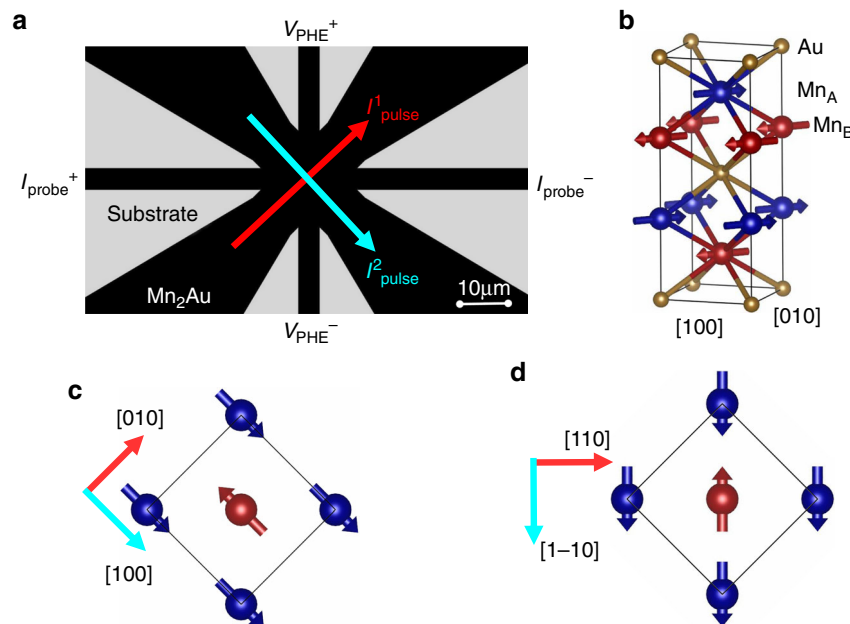 a
V_PHE⁺
I¹_pulse
I_probe⁺
I_probe⁻
Substrate
I²_pulse
Mn₂Au
10μm
V_PHE⁻
b
Au
Mn_A
Mn_B
[100]
[010]
c
[010]
[100]
d
[110]
[1–10]